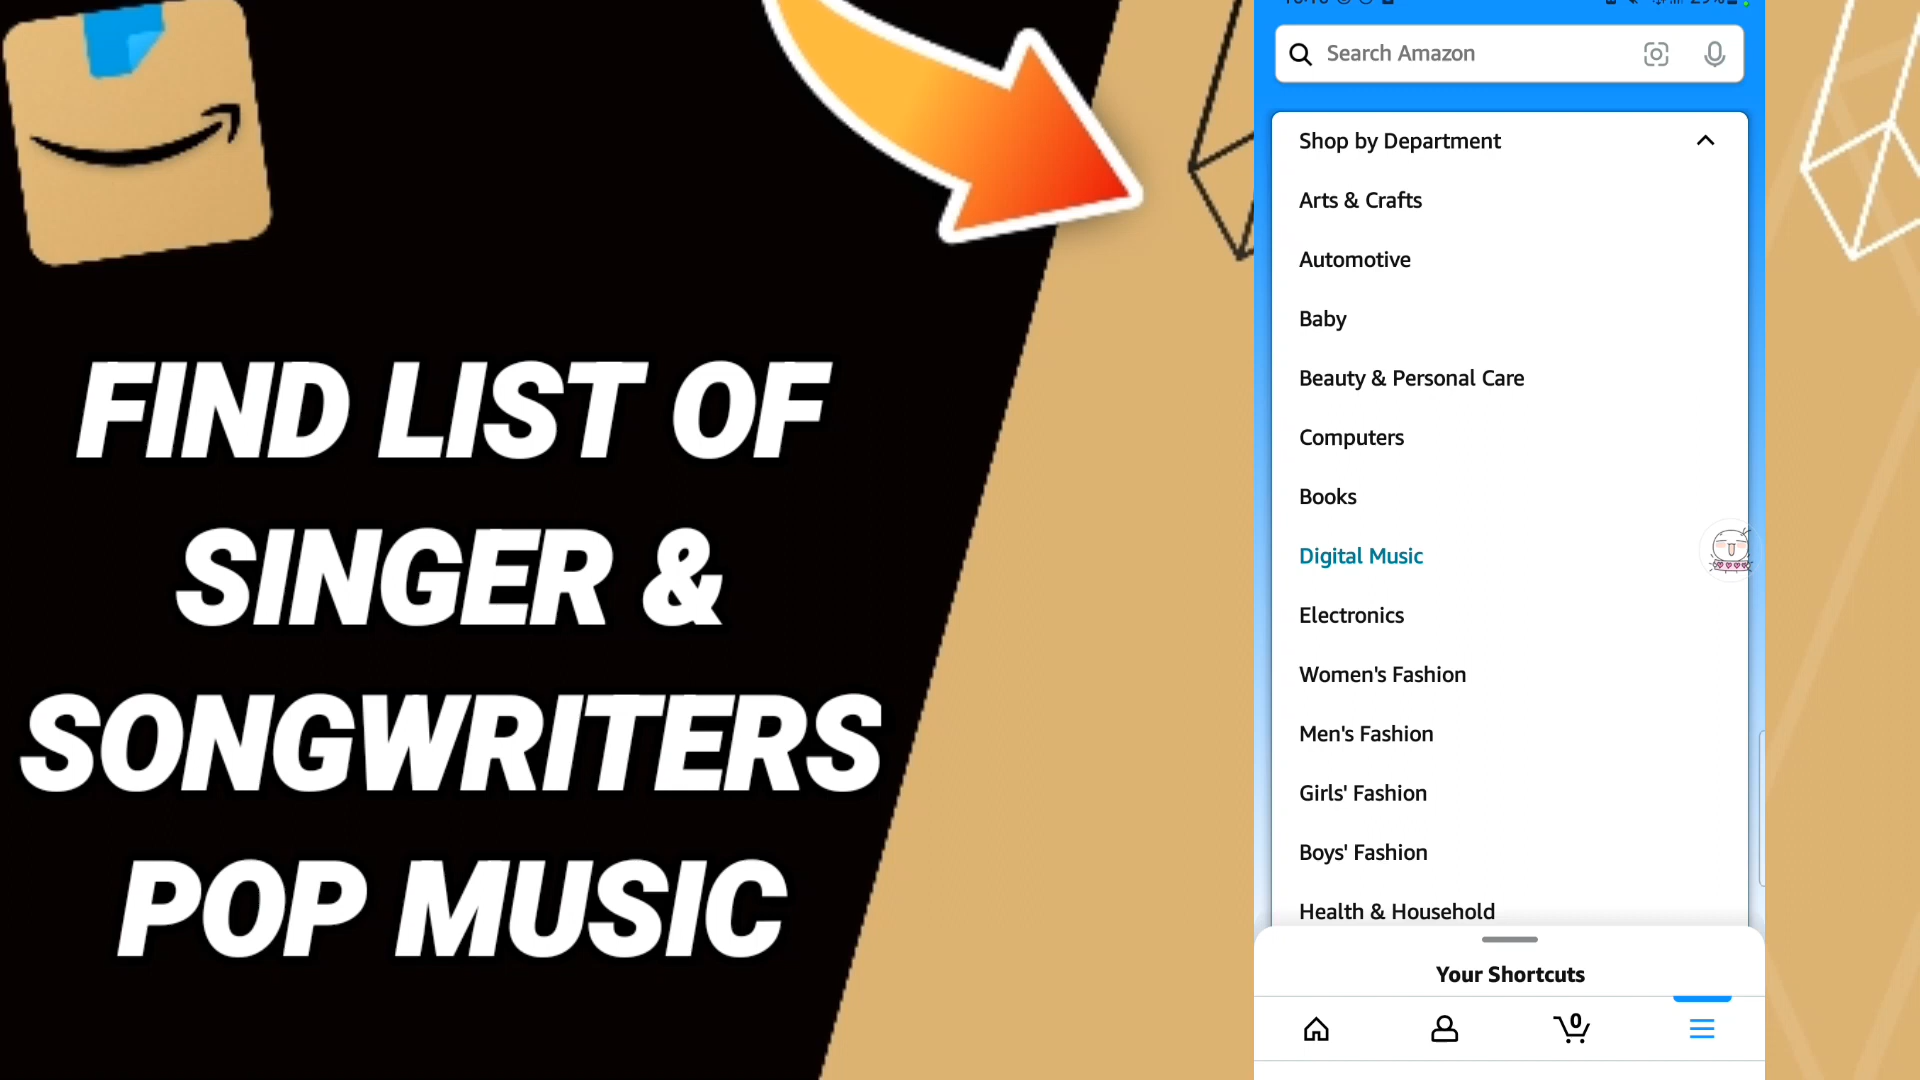 FIND LIST OF
SINGER &
SONGWRITERS
POP MUSIC
Search Amazon
Shop by Department
Arts & Crafts
Automotive
Baby
Beauty & Personal Care
Computers
Books
Digital Music
Electronics
Women's Fashion
Men's Fashion
Girls' Fashion
Boys' Fashion
Health & Household
Your Shortcuts
0